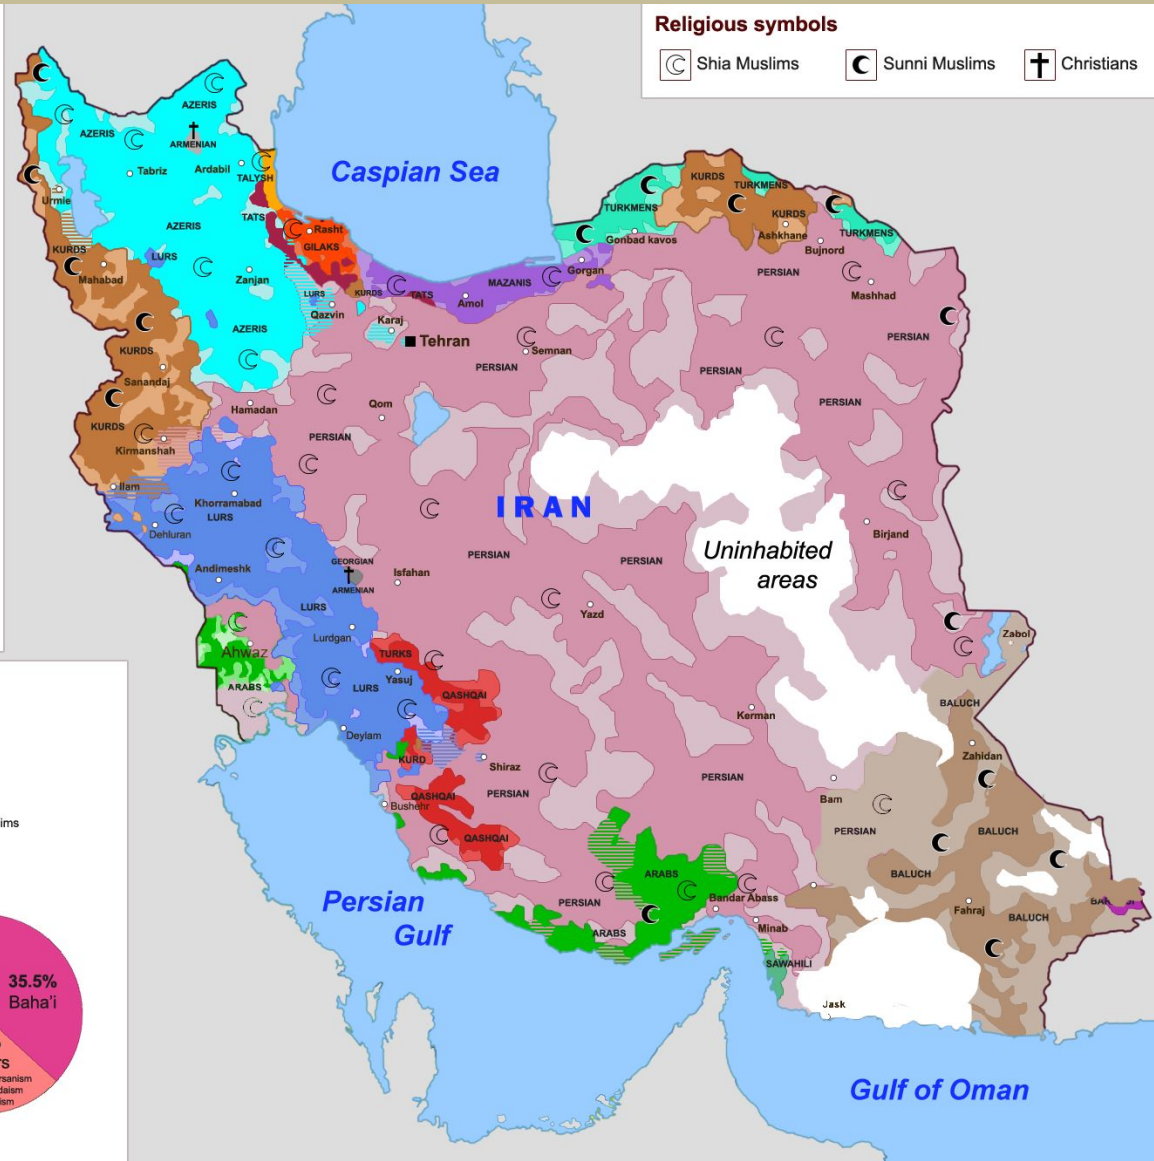 Religious symbols
Shia Muslims
Sunni Muslims
Christians
Caspian Sea
AZERIS
AZERIS
ARMENIAN
Tabriz
Ardabil
TALYSH
Urmie
TATS
Rasht
GILAKS
AZERIS
KURDS
LURS
Mahabad
Zanjan
LURS
KURDS
TATS
MAZANIS
Amol
Gorgan
Qazvin
Karaj
Tehran
AZERIS
KURDS
TURKMENS
TURKMENS
KURDS
Ashkhane
TURKMENS
Gonbad kavos
Bujnord
PERSIAN
Mashhad
PERSIAN
Semnan
PERSIAN
PERSIAN
PERSIAN
KURDS
Sanandaj
Hamadan
Qom
KURDS
PERSIAN
Kirmanshah
Ilam
Khorramabad
LURS
Dehluran
IRAN
PERSIAN
PERSIAN
Birjand
Uninhabited
areas
Andimeshk
GEORGIAN
ARMENIAN
Isfahan
Yazd
LURS
Lurdgan
Ahwaz
ARABS
TURKS
Yasuj
LURS
QASHQAI
Zabol
BALUCH
Kerman
Zahidan
Deylam
KURD
Shiraz
PERSIAN
QASHQAI
Bushehr
QASHQAI
PERSIAN
Bam
PERSIAN
BALUCH
BALUCH
ARABS
PERSIAN
Bandar Abass
Fahraj
BALUCH
ARABS
Minab
SAWAHILI
Jask
Persian
Gulf
Gulf of Oman
ims
35.5%
Baha'i
rs
rsanism
daism
ism